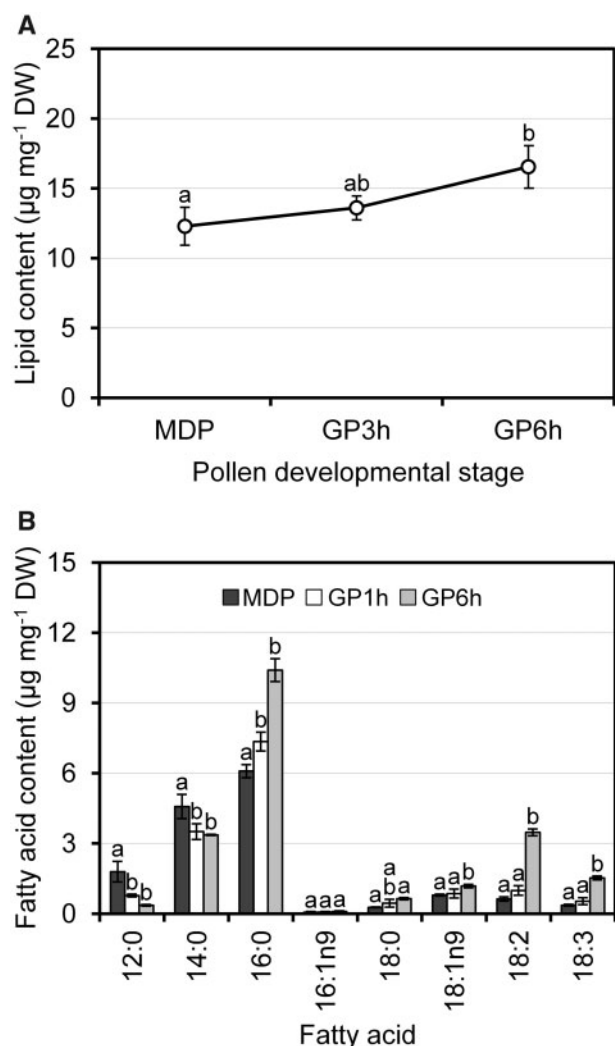 A
25
20
15
10
5
0
Lipid content (µg mg⁻¹ DW)
a
ab
b
MDP
GP3h
GP6h
Pollen developmental stage
B
15
12
9
6
3
0
Fatty acid content (µg mg⁻¹ DW)
MDP GP1h GP6h
a b b
a b b
a b b
a a a
a a b a
a a b
a a b
a a b
12:0
14:0
16:0
16:1n9
18:0
18:1n9
18:2
18:3
Fatty acid